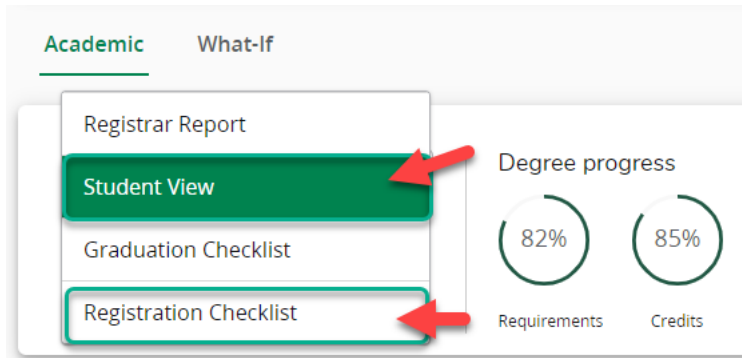 Academic What-If
Registrar Report
Student View
Graduation Checklist
Registration Checklist
Degree progress
82% 85%
Requirements Credits